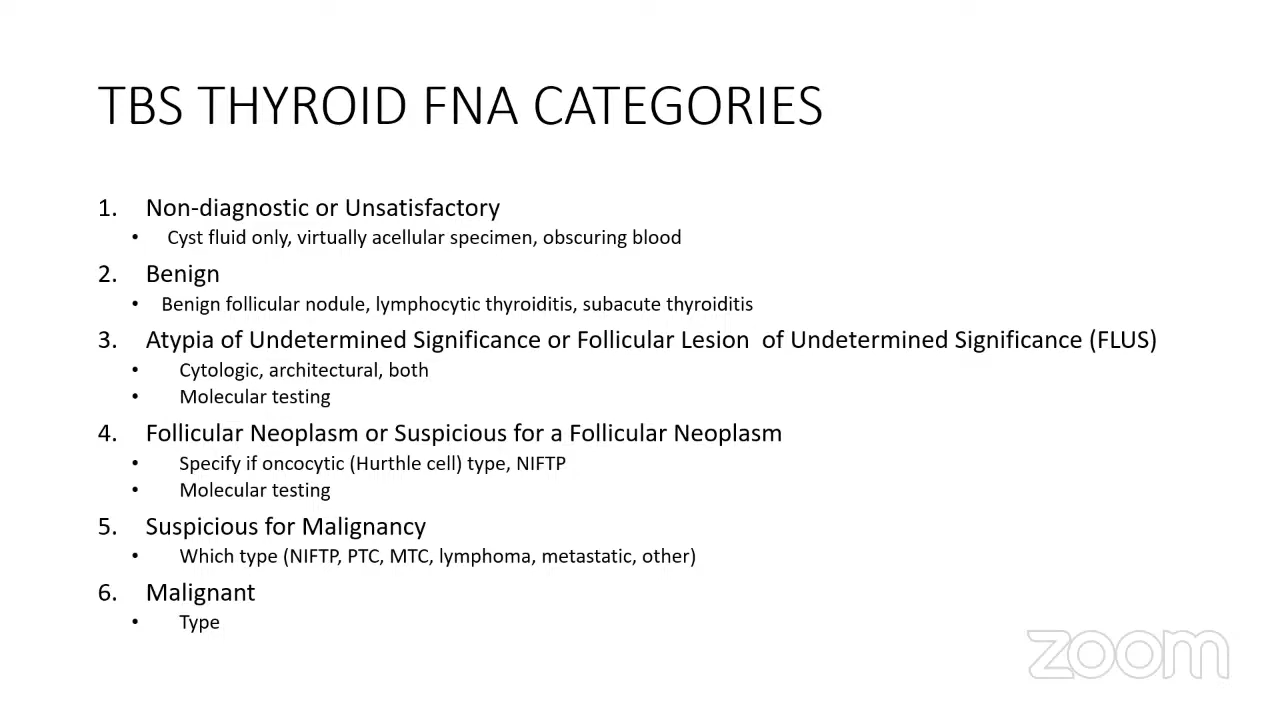 TBS THYROID FNA CATEGORIES
1. Non-diagnostic or Unsatisfactory
• Cyst fluid only, virtually acellular specimen, obscuring blood
2. Benign
• Benign follicular nodule, lymphocytic thyroiditis, subacute thyroiditis
3. Atypia of Undetermined Significance or Follicular Lesion of Undetermined Significance (FLUS)
• Cytologic, architectural, both
• Molecular testing
4. Follicular Neoplasm or Suspicious for a Follicular Neoplasm
• Specify if oncocytic (Hurthle cell) type, NIFTP
• Molecular testing
5. Suspicious for Malignancy
• Which type (NIFTP, PTC, MTC, lymphoma, metastatic, other)
6. Malignant
• Type
zoom